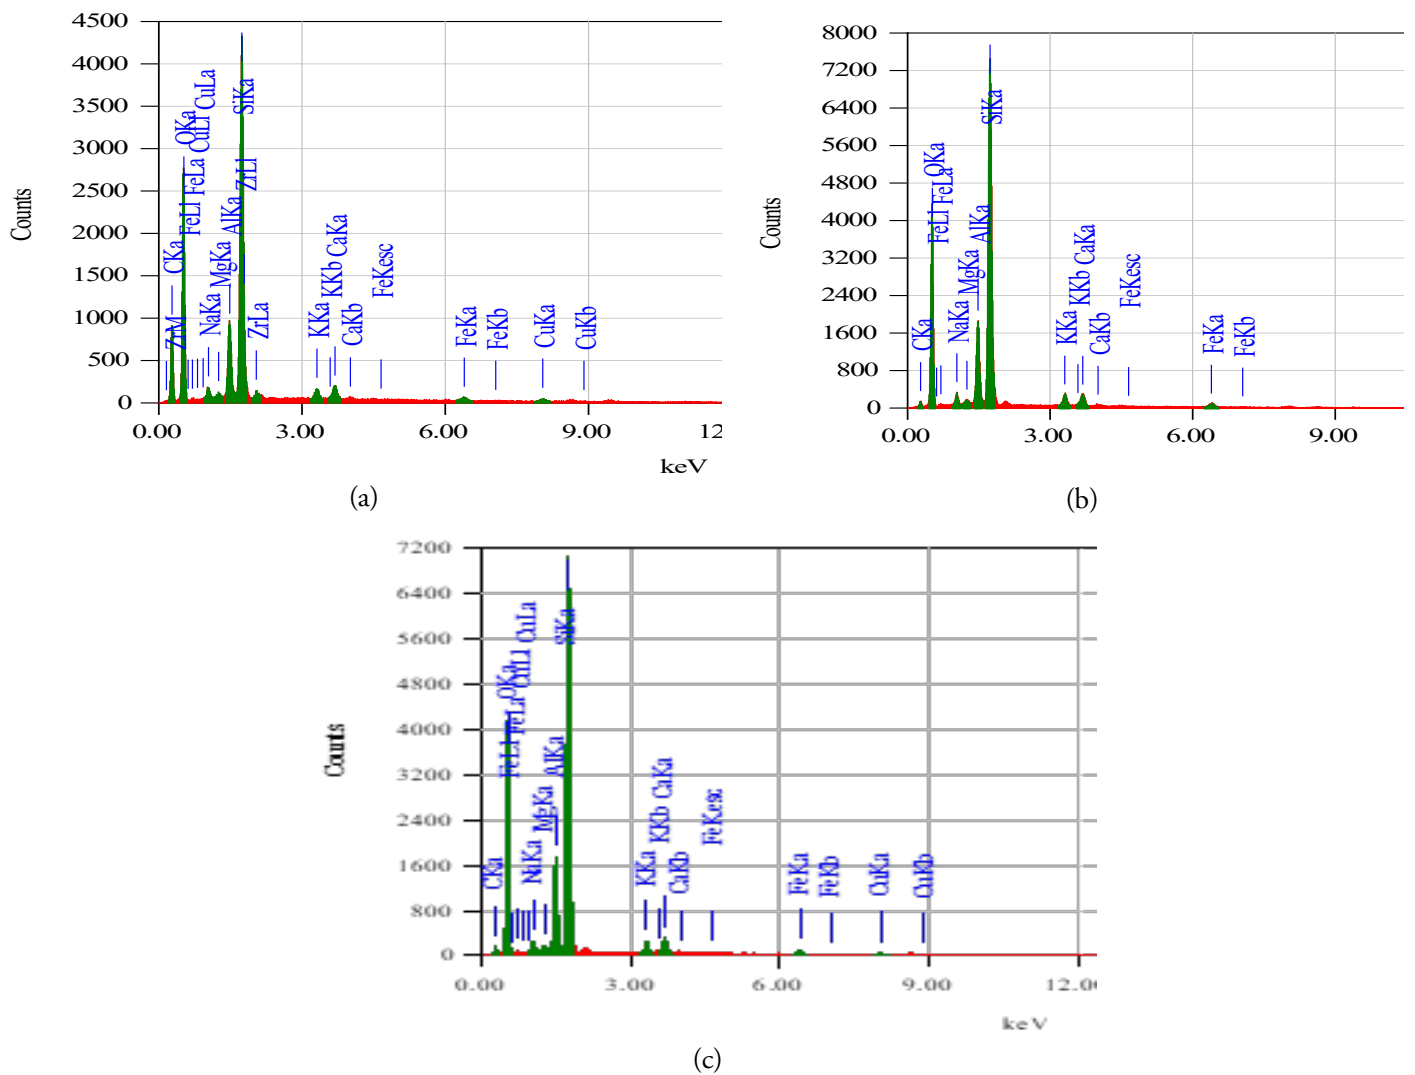 4500
4000
3500
3000
2500
2000
1500
1000
500
0
Counts
ZrM
CKa
OKa
FeLl
FeLa
CuLl
CuLa
NaKa
MgKa
AlKa
SiKa
ZrLl
ZrLa
KKa
KKb
CaKa
CaKb
FeKesc
FeKa
FeKb
CuKa
CuKb
0.00 3.00 6.00 9.00 12
keV
(a)
8000
7200
6400
5600
4800
4000
3200
2400
1600
800
0
Counts
CKa
OKa
FeLl
FeLa
NaKa
MgKa
AlKa
SiKa
KKa
KKb
CaKa
CaKb
FeKesc
FeKa
FeKb
0.00 3.00 6.00 9.00
(b)
7200
6400
5600
4800
4000
3200
2400
1600
800
0
Counts
CKa
OKa
FeLl
FeLa
CuLl
CuLa
NaKa
MgKa
AlKa
SiKa
KKa
KKb
CaKa
CaKb
FeKesc
FeKa
FeKb
CuKa
CuKb
0.00 3.00 6.00 9.00 12.00
keV
(c)